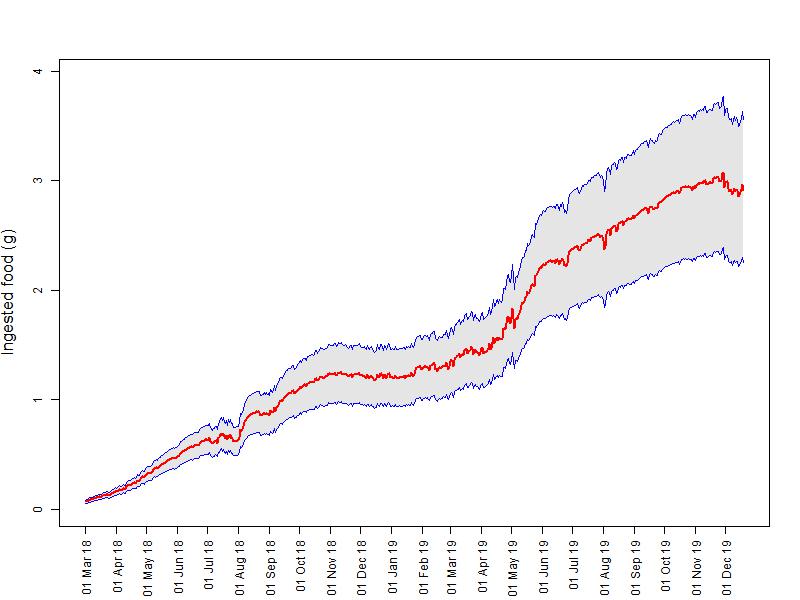 Ingested food (g)
4
3
2
1
0
01 Mar 18
01 Apr 18
01 May 18
01 Jun 18
01 Jul 18
01 Aug 18
01 Sep 18
01 Oct 18
01 Nov 18
01 Dec 18
01 Jan 19
01 Feb 19
01 Mar 19
01 Apr 19
01 May 19
01 Jun 19
01 Jul 19
01 Aug 19
01 Sep 19
01 Oct 19
01 Nov 19
01 Dec 19